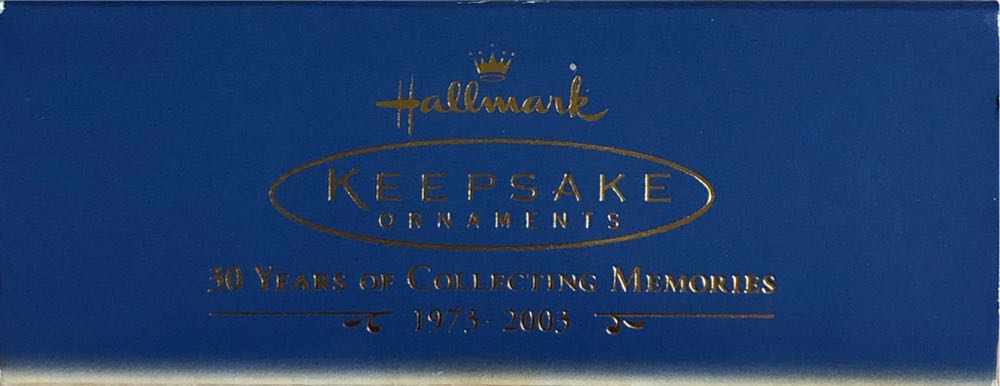 Hallmark
KEEPSAKE
ORNAMENTS
30 YEARS OF COLLECTING MEMORIES
1973-2003